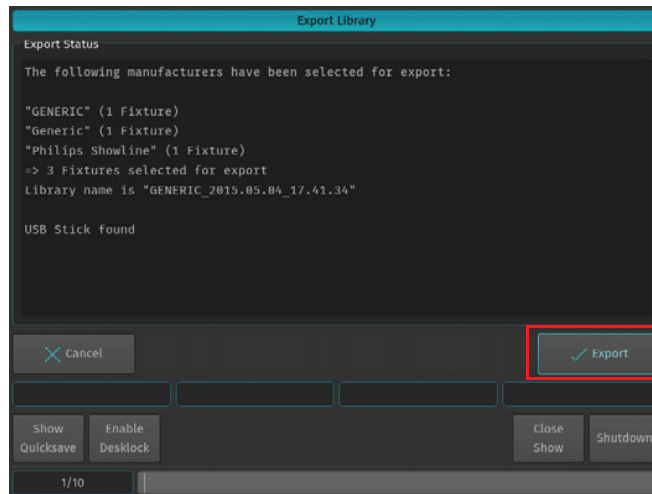 Export Library
Export Status
The following manufacturers have been selected for export:
"GENERIC" (1 Fixture)
"Generic" (1 Fixture)
"Philips Showline" (1 Fixture)
=> 3 Fixtures selected for export
Library name is "GENERIC_2015.05.04_17.41.34"
USB Stick found
Cancel
Export
Show
Quicksave
Enable
Desklock
Close
Show
Shutdown
1/10